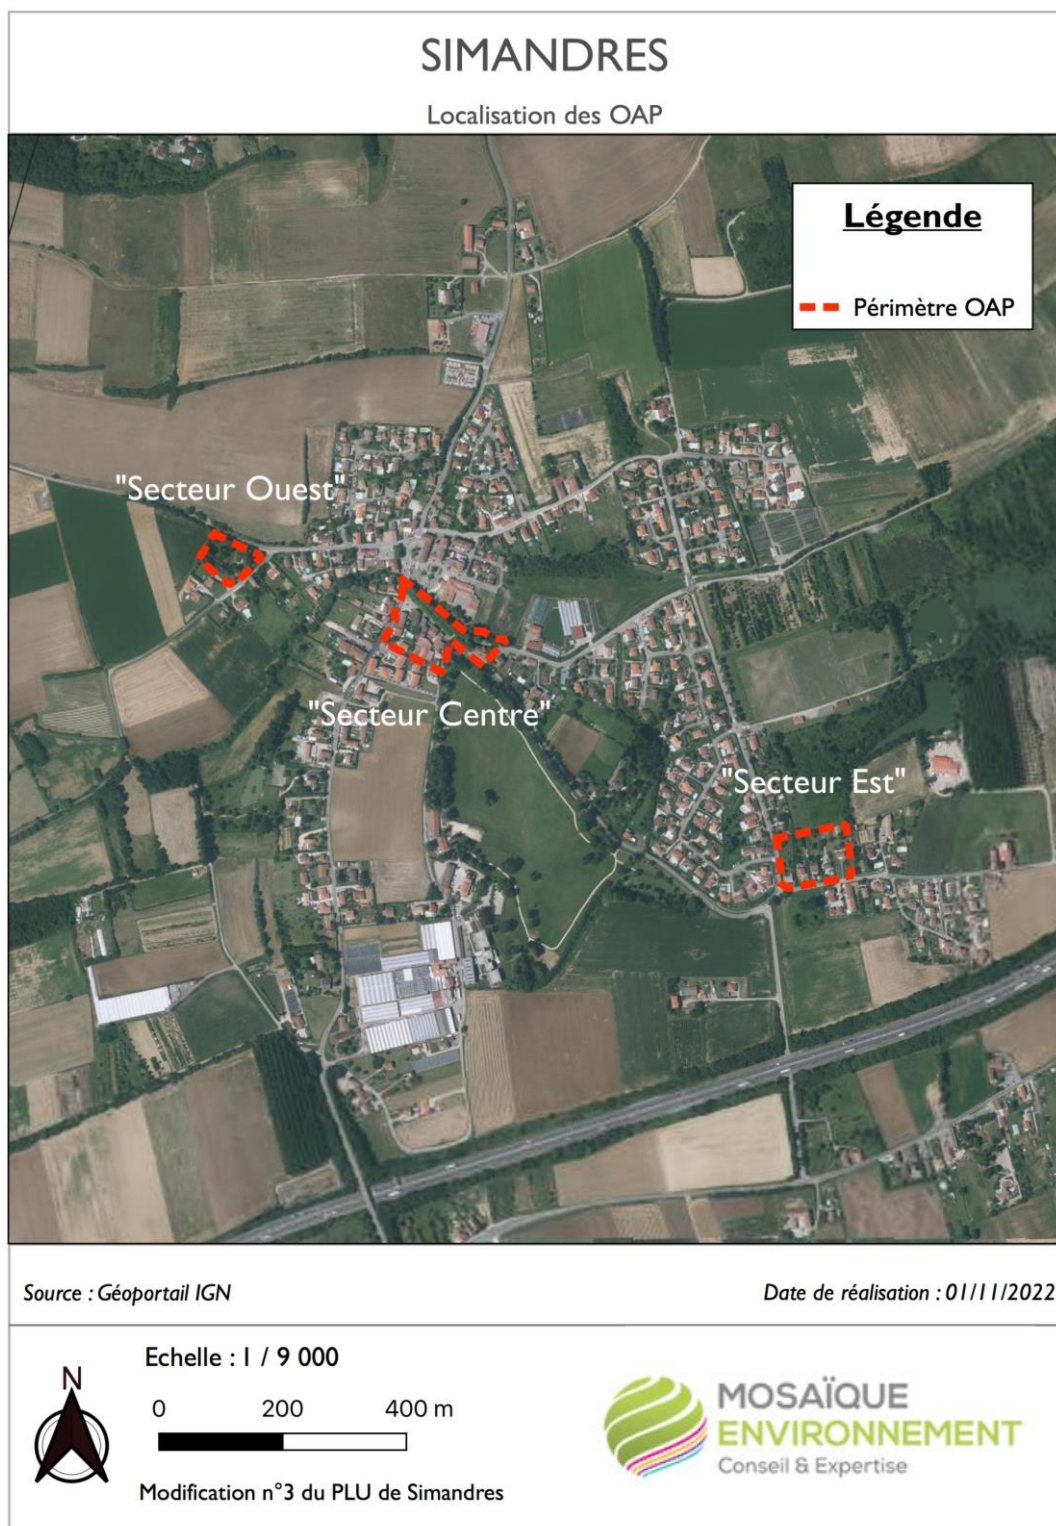 SIMANDRES
Localisation des OAP
Légende
Périmètre OAP
"Secteur Ouest"
"Secteur Centre"
"Secteur Est"
Source : Géoportail IGN
Date de réalisation : 01/11/2022
N
Echelle : 1 / 9 000
0 200 400 m
Modification n°3 du PLU de Simandres
MOSAÏQUE
ENVIRONNEMENT
Conseil & Expertise